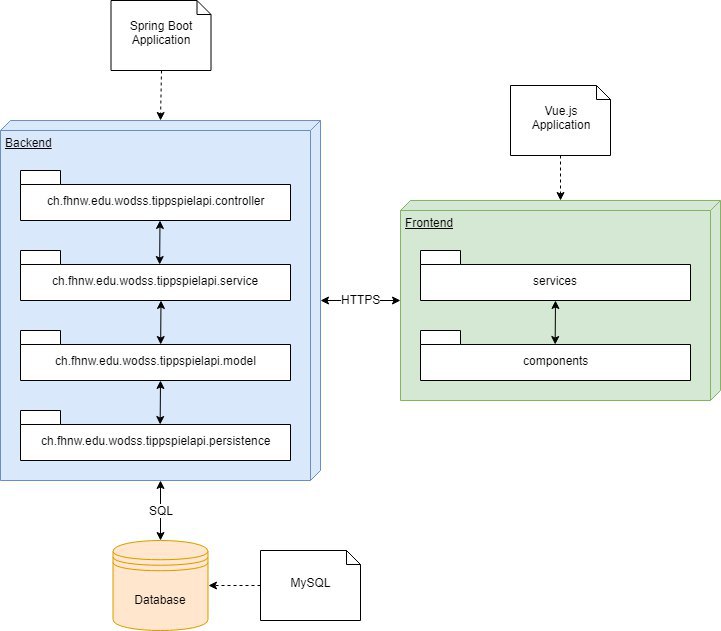 Spring Boot
Application
Vue.js
Application
Backend
ch.fhnw.edu.wodss.tippspielapi.controller
ch.fhnw.edu.wodss.tippspielapi.service
ch.fhnw.edu.wodss.tippspielapi.model
ch.fhnw.edu.wodss.tippspielapi.persistence
HTTPS
Frontend
services
components
SQL
Database
MySQL